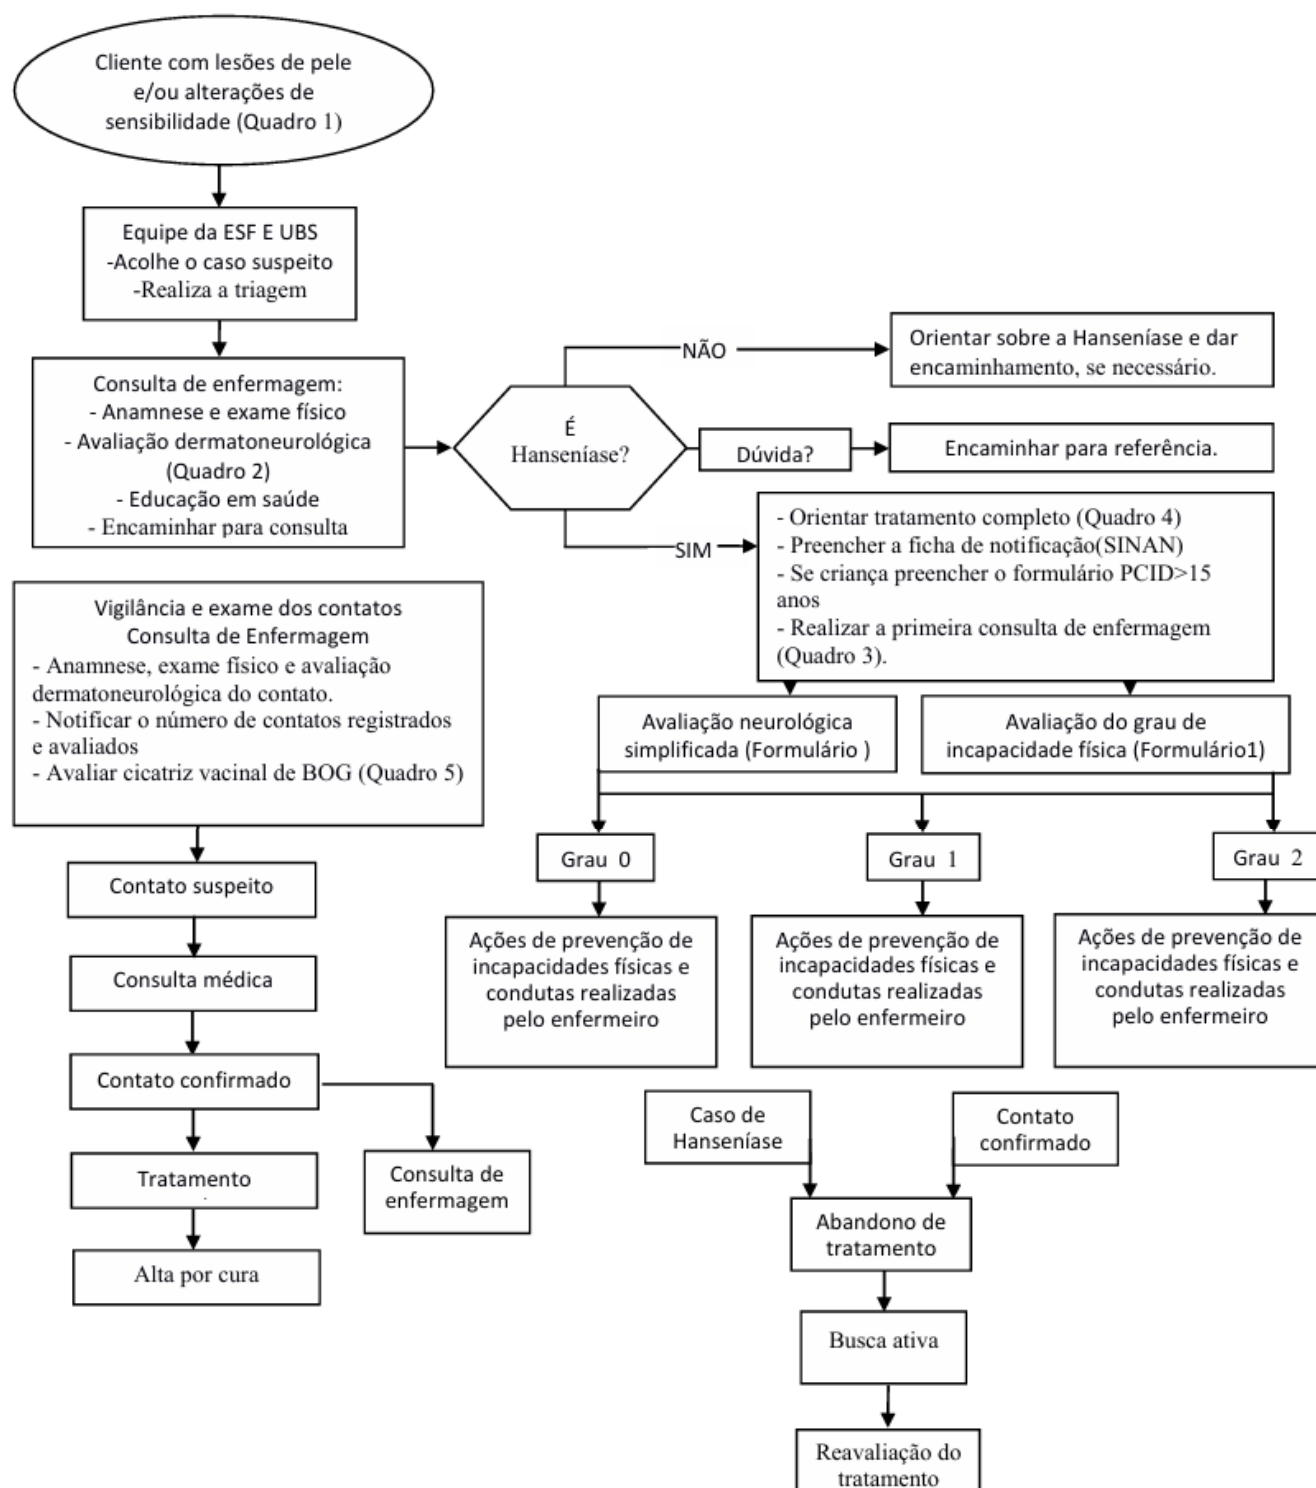 Cliente com lesões de pele
e/ou alterações de
sensibilidade (Quadro 1)
Equipe da ESF E UBS
-Acolhe o caso suspeito
-Realiza a triagem
Consulta de enfermagem:
- Anamnese e exame físico
- Avaliação dermatoneurológica
(Quadro 2)
- Educação em saúde
- Encaminhar para consulta
É
Hanseníase?
NÃO
Orientar sobre a Hanseníase e dar
encaminhamento, se necessário.
Dúvida?
Encaminhar para referência.
SIM
- Orientar tratamento completo (Quadro 4)
- Preencher a ficha de notificação(SINAN)
- Se criança preencher o formulário PCID>15
anos
- Realizar a primeira consulta de enfermagem
(Quadro 3).
Avaliação neurológica
simplificada (Formulário )
Avaliação do grau de
incapacidade física (Formulário1)
Grau 0
Grau 1
Grau 2
Ações de prevenção de
incapacidades físicas e
condutas realizadas
pelo enfermeiro
Ações de prevenção de
incapacidades físicas e
condutas realizadas
pelo enfermeiro
Ações de prevenção de
incapacidades físicas e
condutas realizadas
pelo enfermeiro
Vigilância e exame dos contatos
Consulta de Enfermagem
- Anamnese, exame físico e avaliação
dermatoneurológica do contato.
- Notificar o número de contatos registrados
e avaliados
- Avaliar cicatriz vacinal de BOG (Quadro 5)
Contato suspeito
Consulta médica
Contato confirmado
Tratamento
Consulta de
enfermagem
Alta por cura
Caso de
Hanseníase
Contato
confirmado
Abandono de
tratamento
Busca ativa
Reavaliação do
tratamento